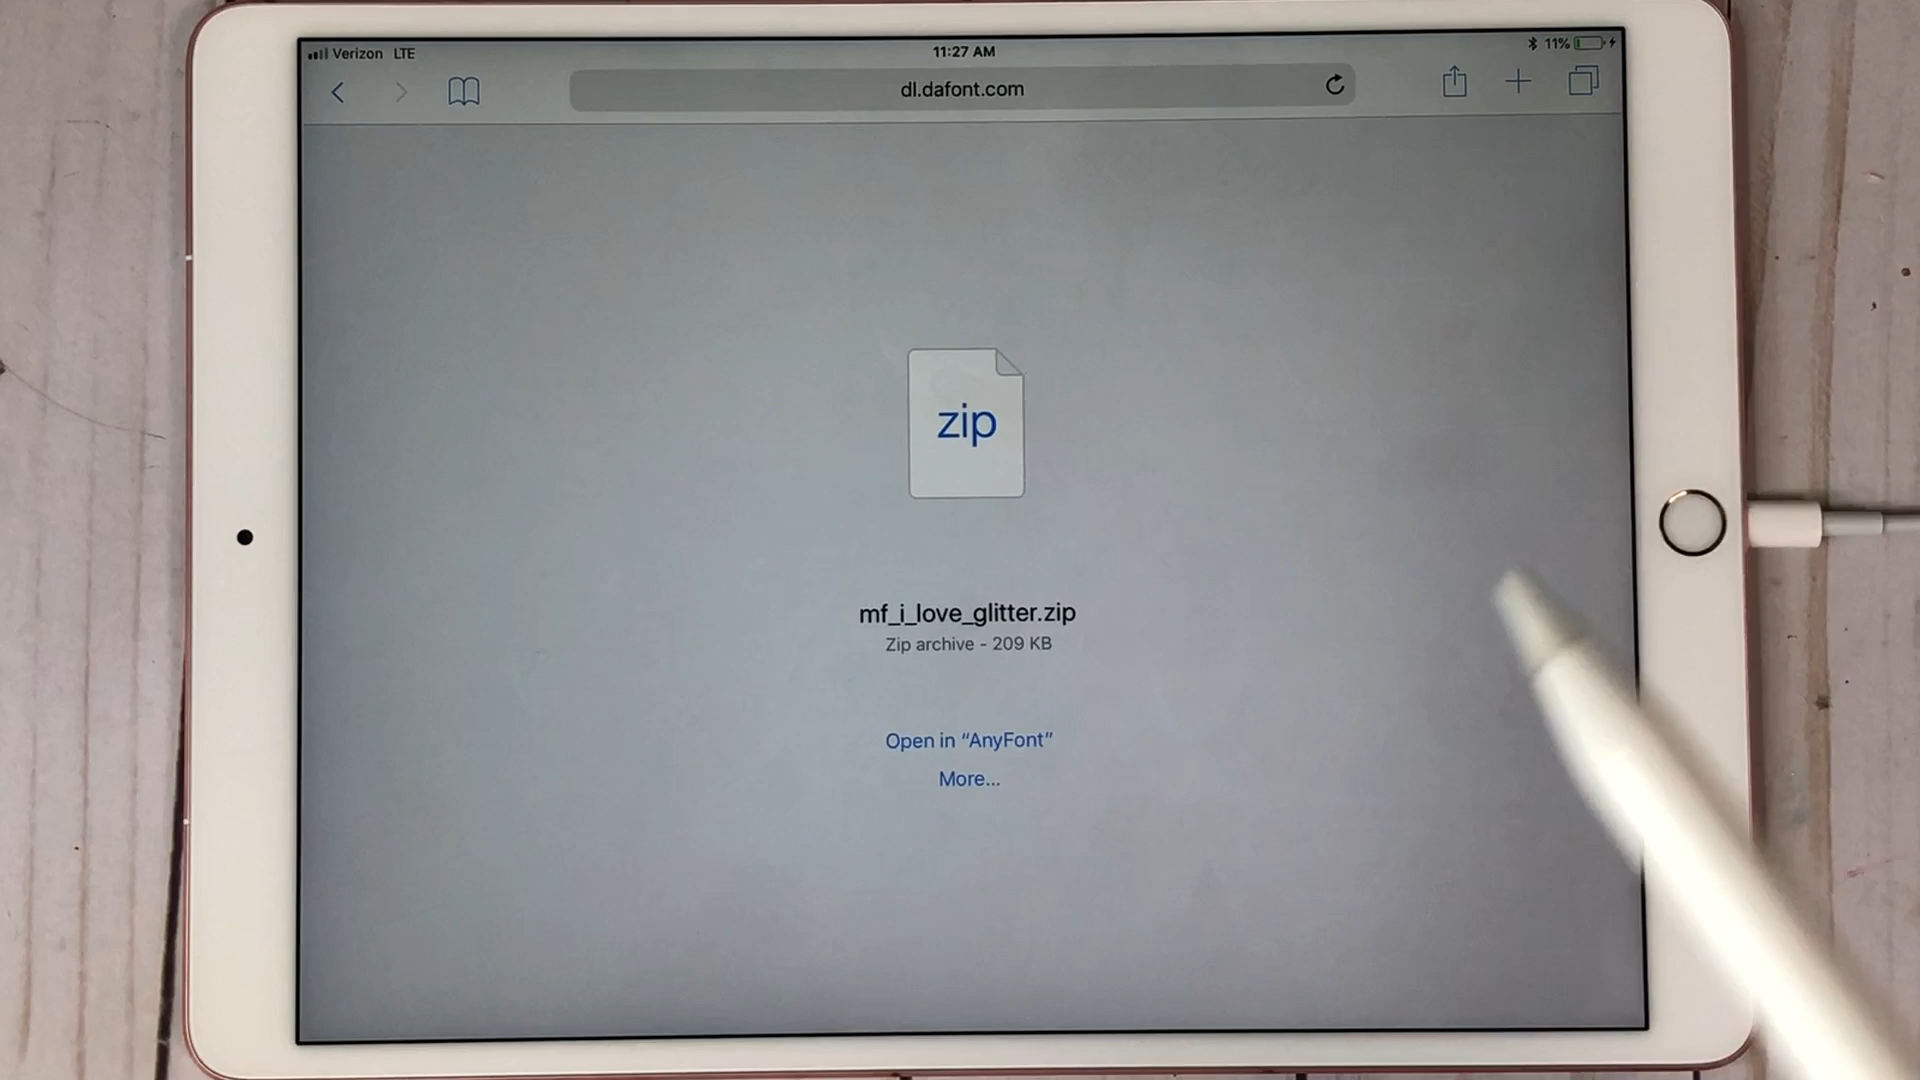 Verizon LTE
11:27 AM
11%
dl.dafont.com
zip
mf_i_love_glitter.zip
Zip archive - 209 KB
Open in “AnyFont”
More...